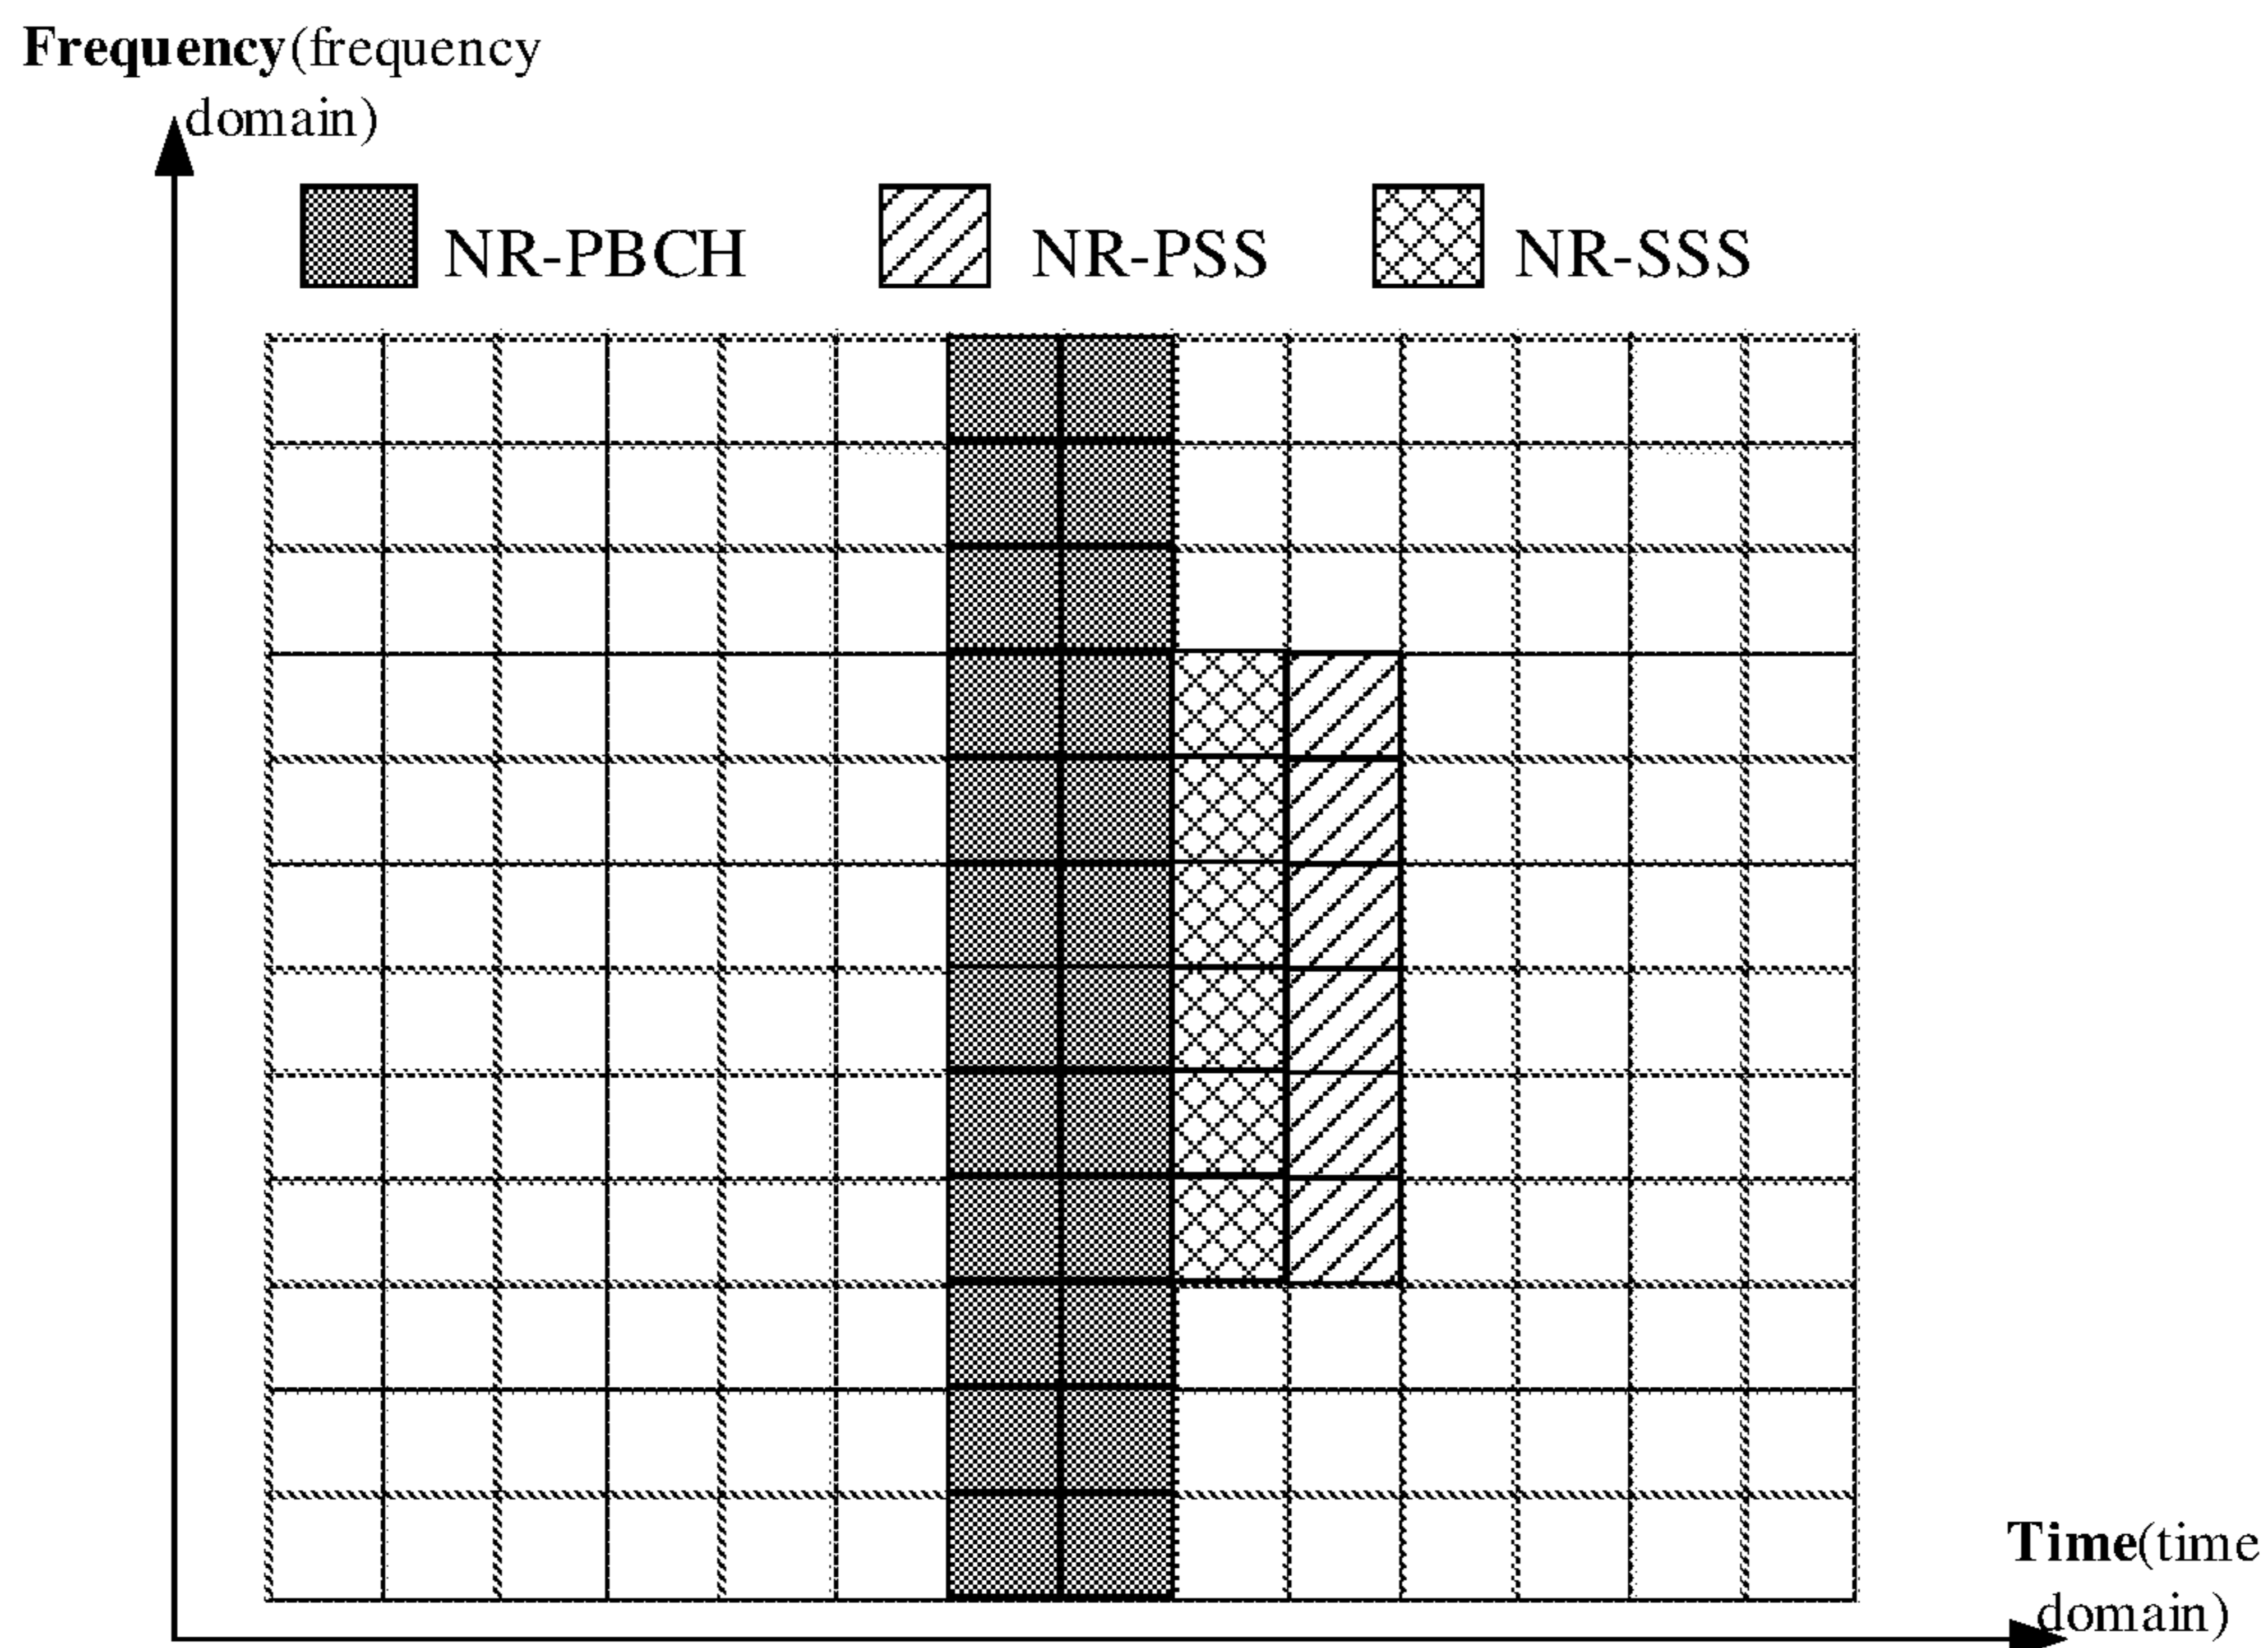 Frequency(frequency
domain)
NR-PBCH NR-PSS NR-SSS
Time(time
domain)